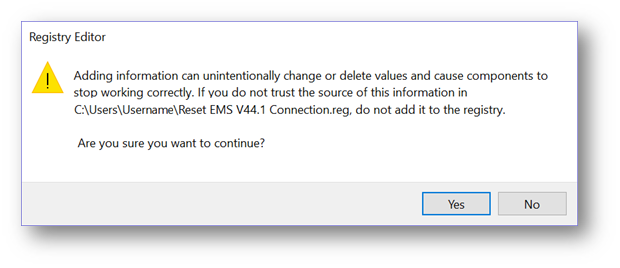 Registry Editor
Adding information can unintentionally change or delete values and cause components to
stop working correctly. If you do not trust the source of this information in
C:\Users\Username\Reset EMS V44.1 Connection.reg, do not add it to the registry.
Are you sure you want to continue?
Yes No